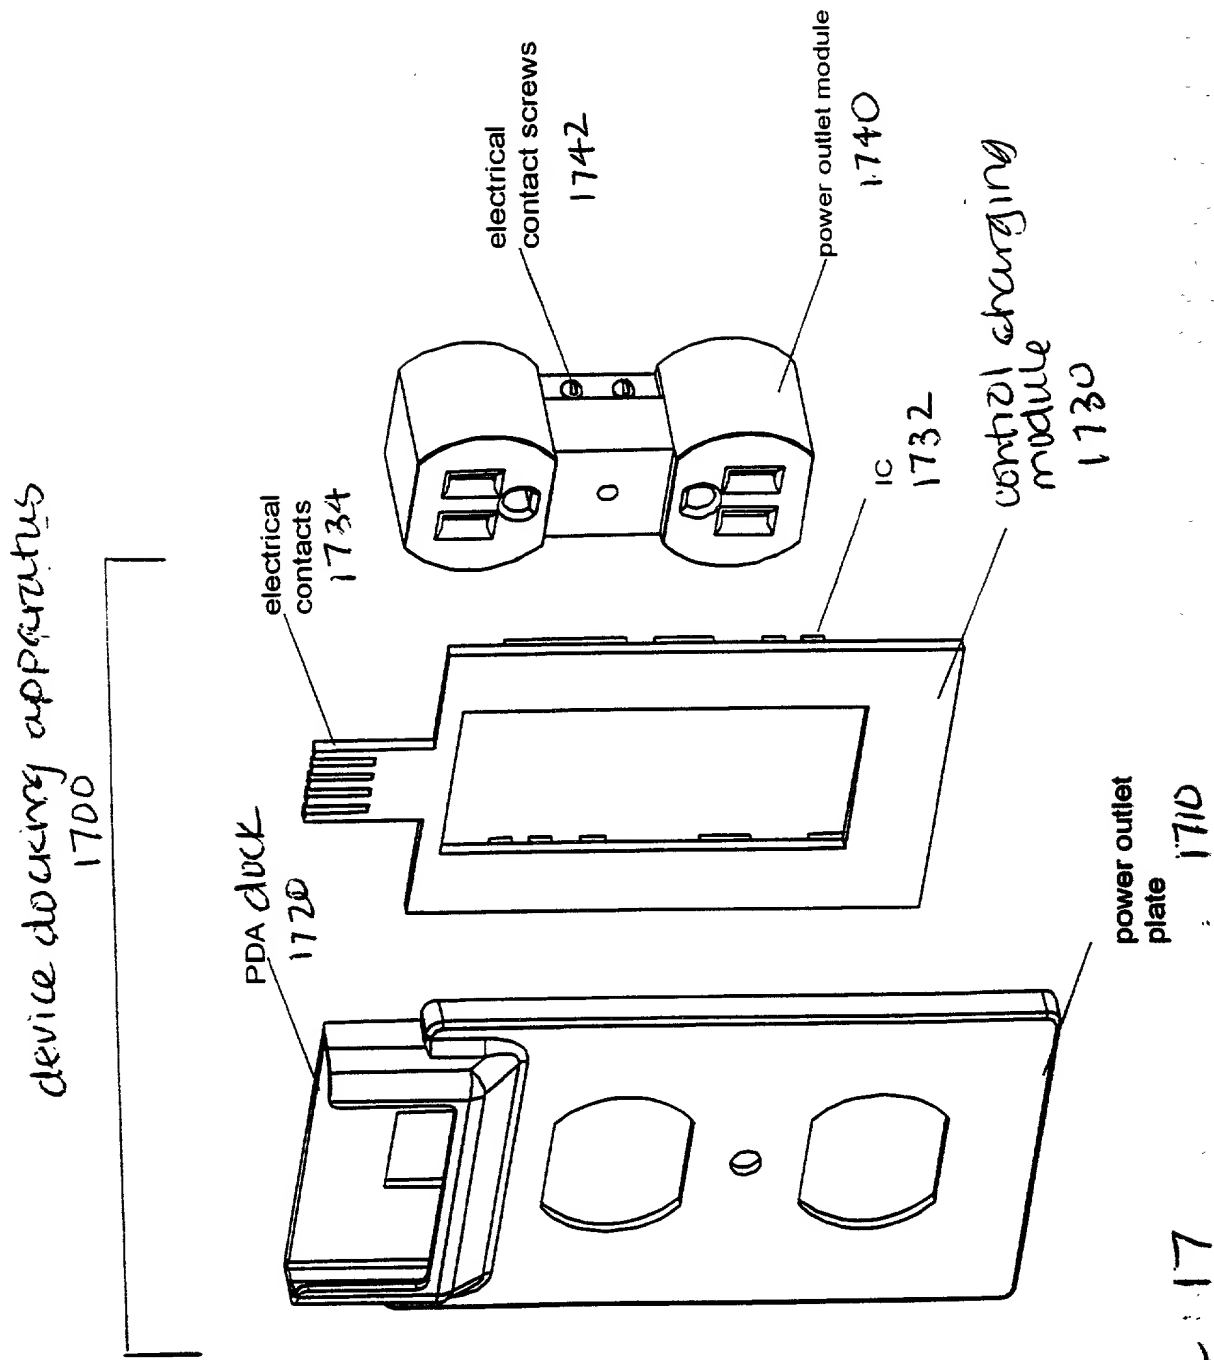 device docking apparatus
1700
PDA dock
1720
electrical
contacts
1734
electrical
contact screws
1742
power outlet module
1740
IC
1732
control charging
module
1730
power outlet
plate 1710
17